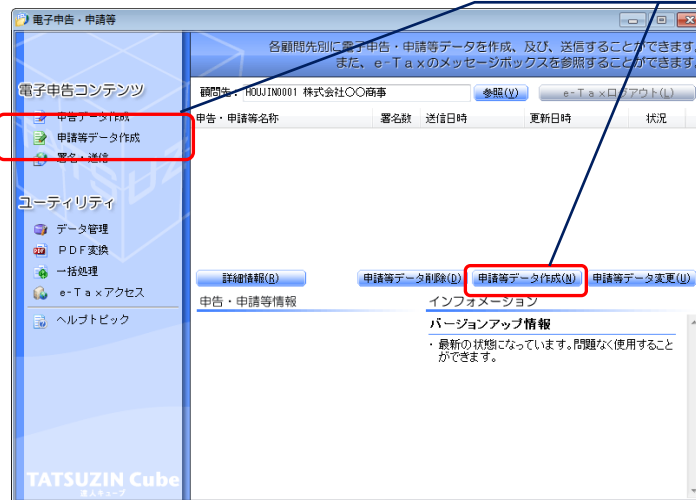 電子申告・申請等
各顧問先別に電子申告・申請等データを作成、及び、送信することができます。
また、e-Taxのメッセージボックスを参照することができます。
電子申告コンテンツ
申告データ作成
申請等データ作成
署名・送信
ユーティリティ
データ管理
PDF変換
一括処理
e-Taxアクセス
ヘルプトピック
TATSUZIN Cube
達人キューブ
顧問先: HOUJIN0001 株式会社〇〇商事 参照(V) e-Taxログアウト(L)
申告・申請等名称 署名数 送信日時 更新日時 状況
詳細情報(R) 申請等データ削除(D) 申請等データ作成(N) 申請等データ変更(U)
申告・申請等情報 インフォメーション
バージョンアップ情報
・最新の状態になっています。問題なく使用すること
ができます。